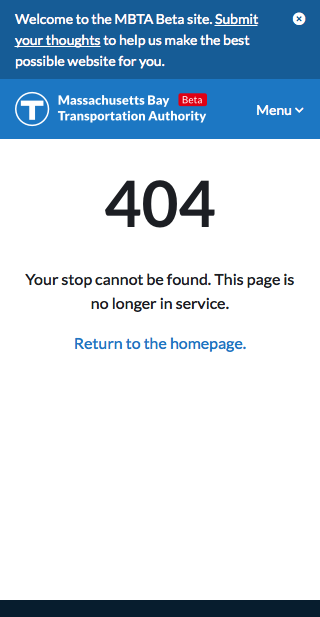 Welcome to the MBTA Beta site. Submit
your thoughts to help us make the best
possible website for you.
T
Massachusetts Bay Beta
Transportation Authority
Menu
404
Your stop cannot be found. This page is
no longer in service.
Return to the homepage.